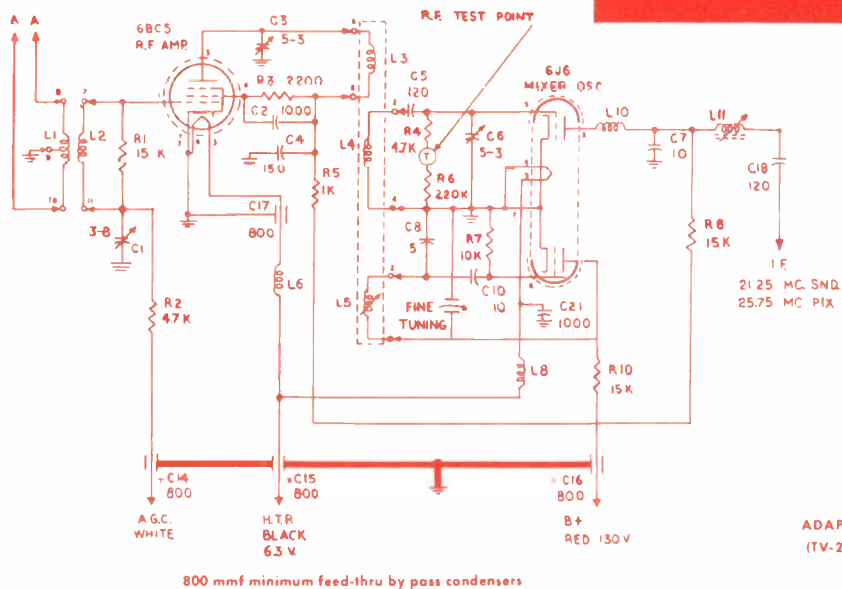 A A
6BC5
R.F. AMP.
C3
5-3
R.F. TEST POINT
R3 2200
C2 1000
C4
150
L1
L2
R1
15 K
3-8
C1
R2
47K
C17
800
L6
R5
1K
L3
C5
120
L4
R4
4.7K
T
R6
220K
C6
5-3
C8
5
R7
10K
C10
10
L5
FINE
TUNING
6J6
MIXER OSC
L10
C7
10
L11
C18
120
R8
15K
I.F.
21.25 MC. SND.
25.75 MC PIX
C21
1000
L8
R10
15K
+C14
800
*C15
800
C16
800
A.G.C.
WHITE
H.T.R
BLACK
6.3 V.
B+
RED 130V
ADAP
(TV-2
800 mmf minimum feed-thru by pass condensers